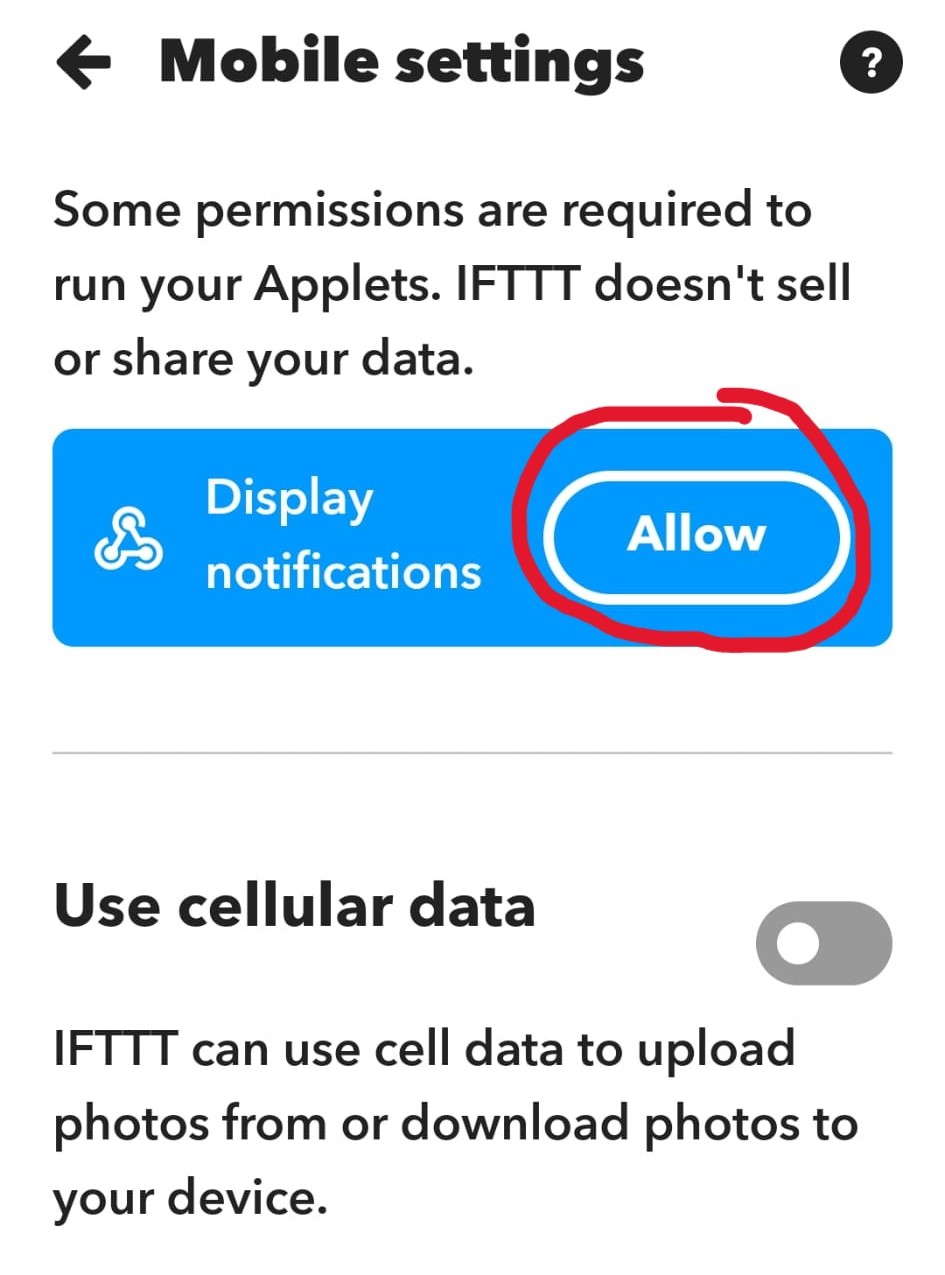 Mobile settings
?
Some permissions are required to
run your Applets. IFTTT doesn't sell
or share your data.
Display
notifications
Allow
Use cellular data
IFTTT can use cell data to upload
photos from or download photos to
your device.